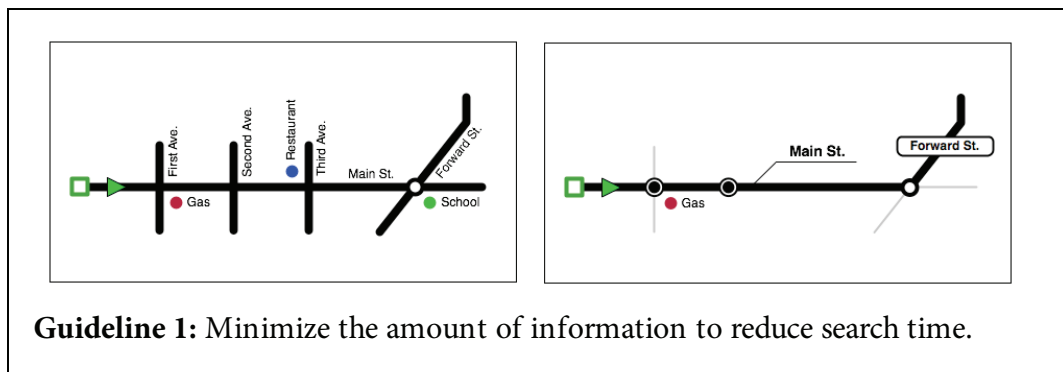 First Ave.
Second Ave.
Restaurant
Third Ave.
Main St.
Forward St.
Gas
School
Main St.
Forward St.
Gas
Guideline 1: Minimize the amount of information to reduce search time.